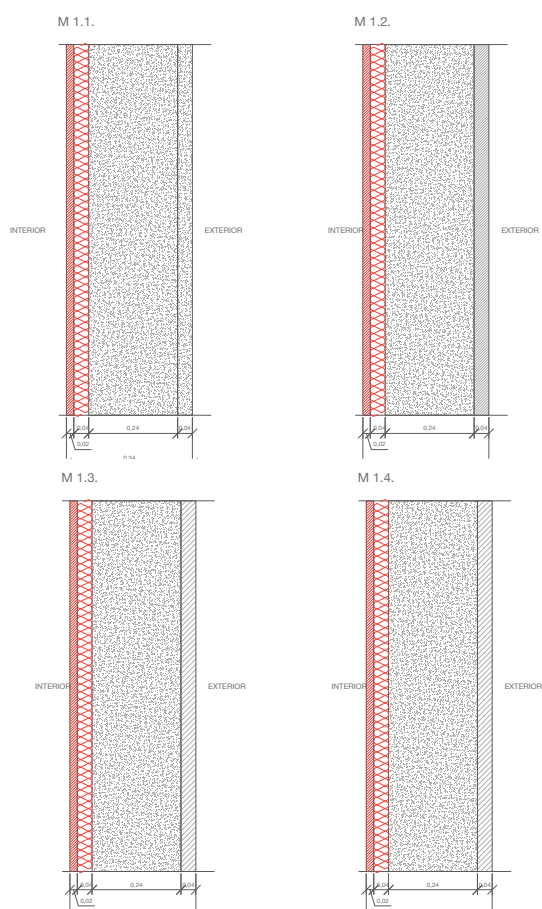 M 1.1.
M 1.2.
INTERIOR
EXTERIOR
INTERIOR
EXTERIOR
0,04
0,24
0,04
0,04
0,24
0,04
0,02
0,02
0,34
M 1.3.
M 1.4.
INTERIOR
EXTERIOR
INTERIOR
EXTERIOR
0,04
0,24
0,04
0,04
0,24
0,04
0,02
0,02